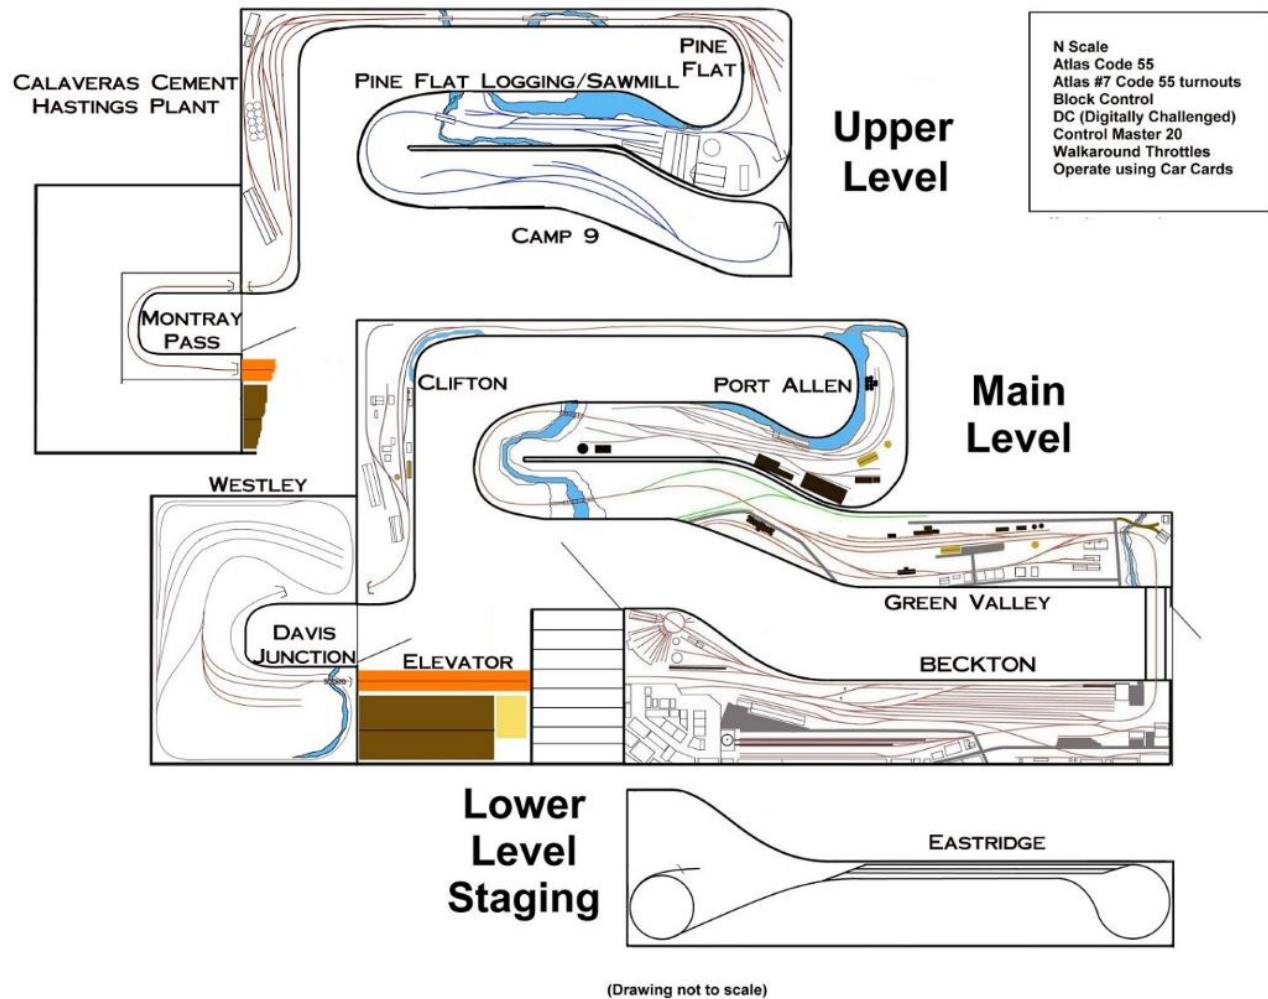 CALAVERAS CEMENT
HASTINGS PLANT
PINE
FLAT
PINE FLAT LOGGING/SAWMILL
CAMP 9
MONTRAY
PASS
Upper
Level
N Scale
Atlas Code 55
Atlas #7 Code 55 turnouts
Block Control
DC (Digitally Challenged)
Control Master 20
Walkaround Throttles
Operate using Car Cards
CLIFTON
PORT ALLEN
Main
Level
WESTLEY
DAVIS
JUNCTION
ELEVATOR
GREEN VALLEY
BECKTON
Lower
Level
Staging
EASTRIDGE
(Drawing not to scale)